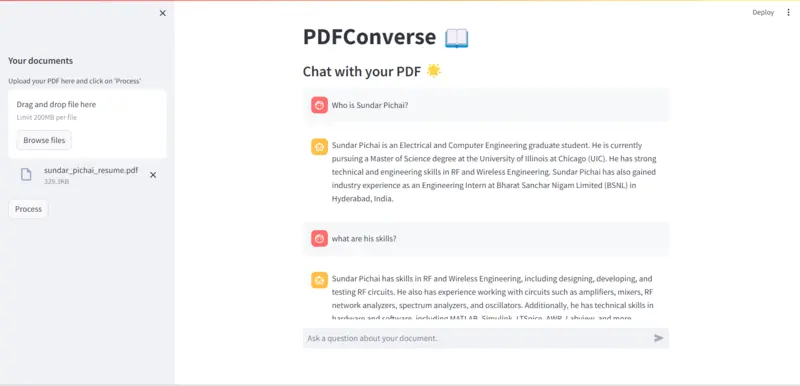 Deploy
Your documents
Upload your PDF here and click on 'Process'
Drag and drop file here
Limit 200MB per file
Browse files
sundar_pichai_resume.pdf
329.3KB
Process
PDFConverse
Chat with your PDF
Who is Sundar Pichai?
Sundar Pichai is an Electrical and Computer Engineering graduate student. He is currently
pursuing a Master of Science degree at the University of Illinois at Chicago (UIC). He has strong
technical and engineering skills in RF and Wireless Engineering. Sundar Pichai has also gained
industry experience as an Engineering Intern at Bharat Sanchar Nigam Limited (BSNL) in
Hyderabad, India.
what are his skills?
Sundar Pichai has skills in RF and Wireless Engineering, including designing, developing, and
testing RF circuits. He also has experience working with circuits such as amplifiers, mixers, RF
network analyzers, spectrum analyzers, and oscillators. Additionally, he has technical skills in
hardware and software, including MATLAB, Simulink, LTSpice, AWR, Labview, and more.
Ask a question about your document.